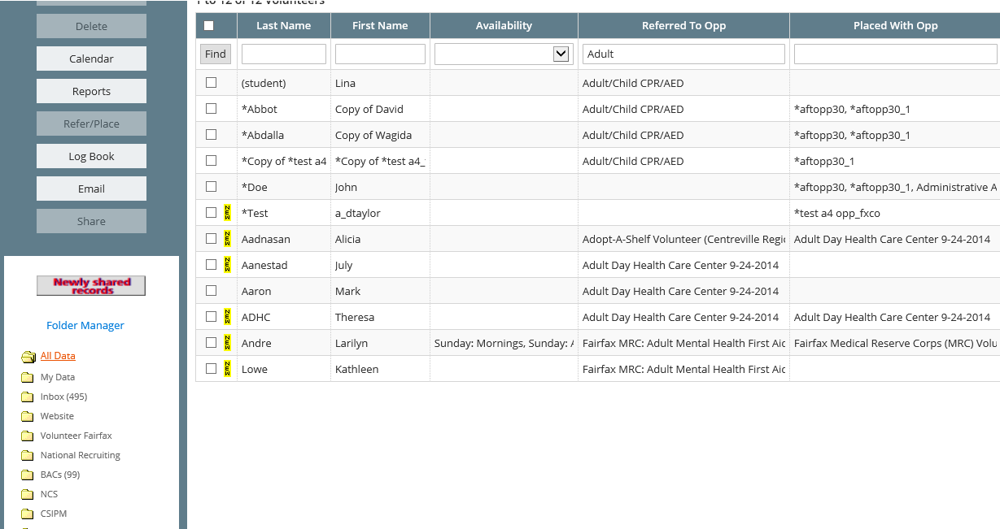 1 to 12 of 12 Volunteers
Delete
Calendar
Reports
Refer/Place
Log Book
Email
Share
Newly shared
records
Folder Manager
All Data
My Data
Inbox (495)
Website
Volunteer Fairfax
National Recruiting
BACs (99)
NCS
CSIPM
Last Name First Name Availability Referred To Opp Placed With Opp
Find Adult
(student) Lina Adult/Child CPR/AED
*Abbot Copy of David Adult/Child CPR/AED *aftopp30, *aftopp30_1
*Abdalla Copy of Wagida Adult/Child CPR/AED *aftopp30, *aftopp30_1
*Copy of *test a4 *Copy of *test a4_ Adult/Child CPR/AED *aftopp30_1
*Doe John *aftopp30, *aftopp30_1, Administrative A
NEW *Test a_dtaylor *test a4 opp_fxco
NEW Aadnasan Alicia Adopt-A-Shelf Volunteer (Centreville Regic Adult Day Health Care Center 9-24-2014
NEW Aanestad July Adult Day Health Care Center 9-24-2014
Aaron Mark Adult Day Health Care Center 9-24-2014
NEW ADHC Theresa Adult Day Health Care Center 9-24-2014 Adult Day Health Care Center 9-24-2014
NEW Andre Larilyn Sunday: Mornings, Sunday: A Fairfax MRC: Adult Mental Health First Aid Fairfax Medical Reserve Corps (MRC) Volu
NEW Lowe Kathleen Fairfax MRC: Adult Mental Health First Aid